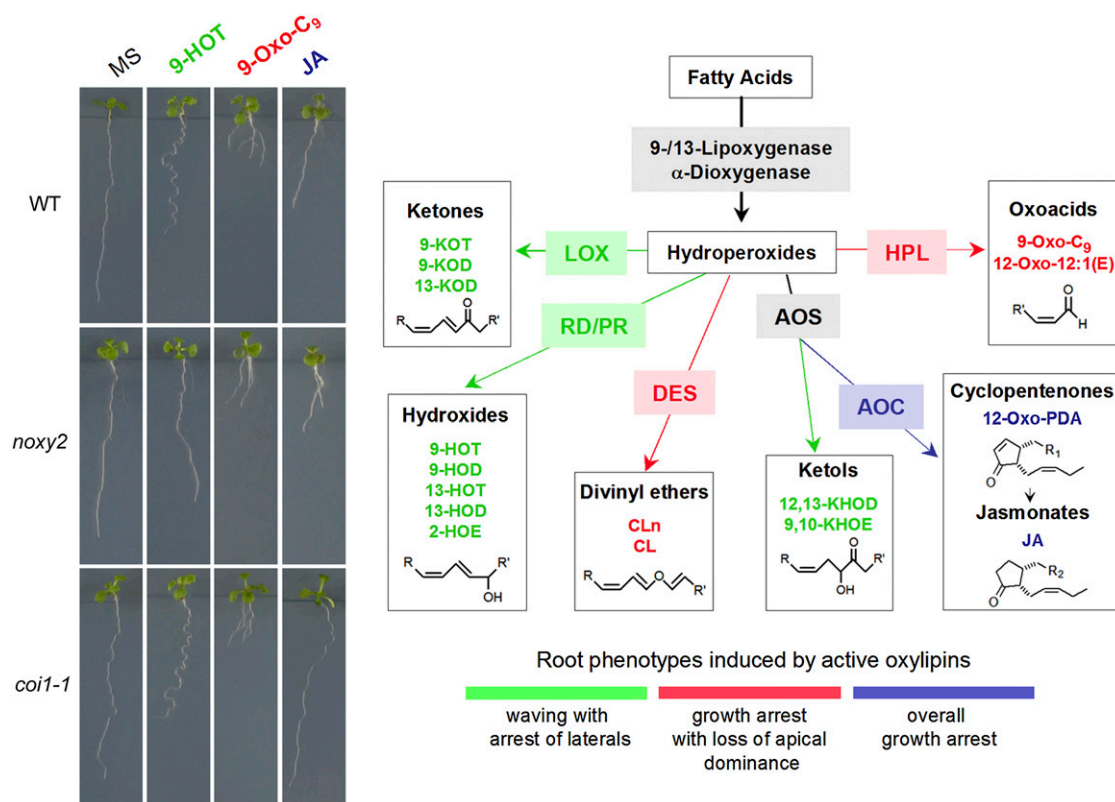 MS
9-HOT
9-Oxo-C₉
JA
WT
noxy2
coi1-1
Fatty Acids
9-/13-Lipoxygenase
α-Dioxygenase
Hydroperoxides
LOX
RD/PR
DES
AOS
AOC
HPL
Ketones
9-KOT
9-KOD
13-KOD
R
O
R'
Hydroxides
9-HOT
9-HOD
13-HOT
13-HOD
2-HOE
R
R'
OH
Divinyl ethers
CLn
CL
R
O
R'
Ketols
12,13-KHOD
9,10-KHOE
R
O
R'
OH
Oxoacids
9-Oxo-C₉
12-Oxo-12:1(E)
R'
O
H
Cyclopentenones
12-Oxo-PDA
R₁
O
Jasmonates
JA
R₂
O
Root phenotypes induced by active oxylipins
waving with
arrest of laterals
growth arrest
with loss of apical
dominance
overall
growth arrest